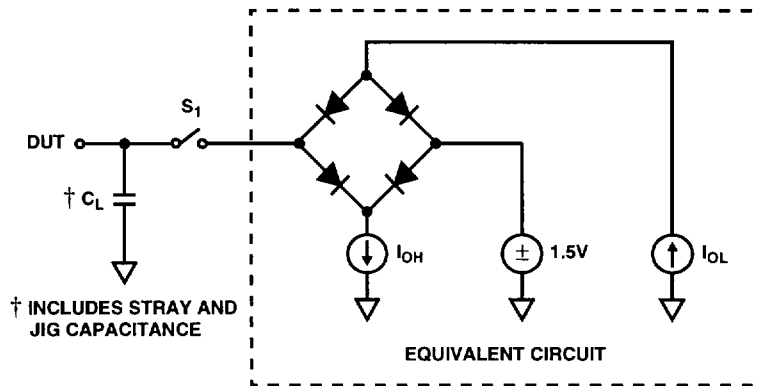 S1
DUT
† CL
IOH
± 1.5V
IOL
† INCLUDES STRAY AND
JIG CAPACITANCE
EQUIVALENT CIRCUIT